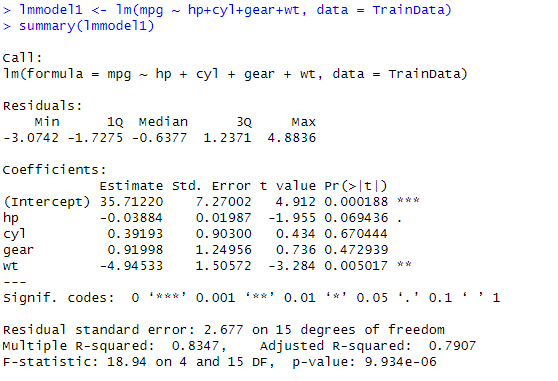 > lmmodel1 <- lm(mpg ~ hp+cyl+gear+wt, data = TrainData)
> summary(lmmodel1)
Call:
lm(formula = mpg ~ hp + cyl + gear + wt, data = TrainData)
Residuals:
Min 1Q Median 3Q Max
-3.0742 -1.7275 -0.6377 1.2371 4.8836
Coefficients:
Estimate Std. Error t value Pr(>|t|)
(Intercept) 35.71220 7.27002 4.912 0.000188 ***
hp -0.03884 0.01987 -1.955 0.069436 .
cyl 0.39193 0.90300 0.434 0.670444
gear 0.91998 1.24956 0.736 0.472939
wt -4.94533 1.50572 -3.284 0.005017 **
---
Signif. codes: 0 ‘***’ 0.001 ‘**’ 0.01 ‘*’ 0.05 ‘.’ 0.1 ‘ ’ 1
Residual standard error: 2.677 on 15 degrees of freedom
Multiple R-squared: 0.8347, Adjusted R-squared: 0.7907
F-statistic: 18.94 on 4 and 15 DF, p-value: 9.934e-06